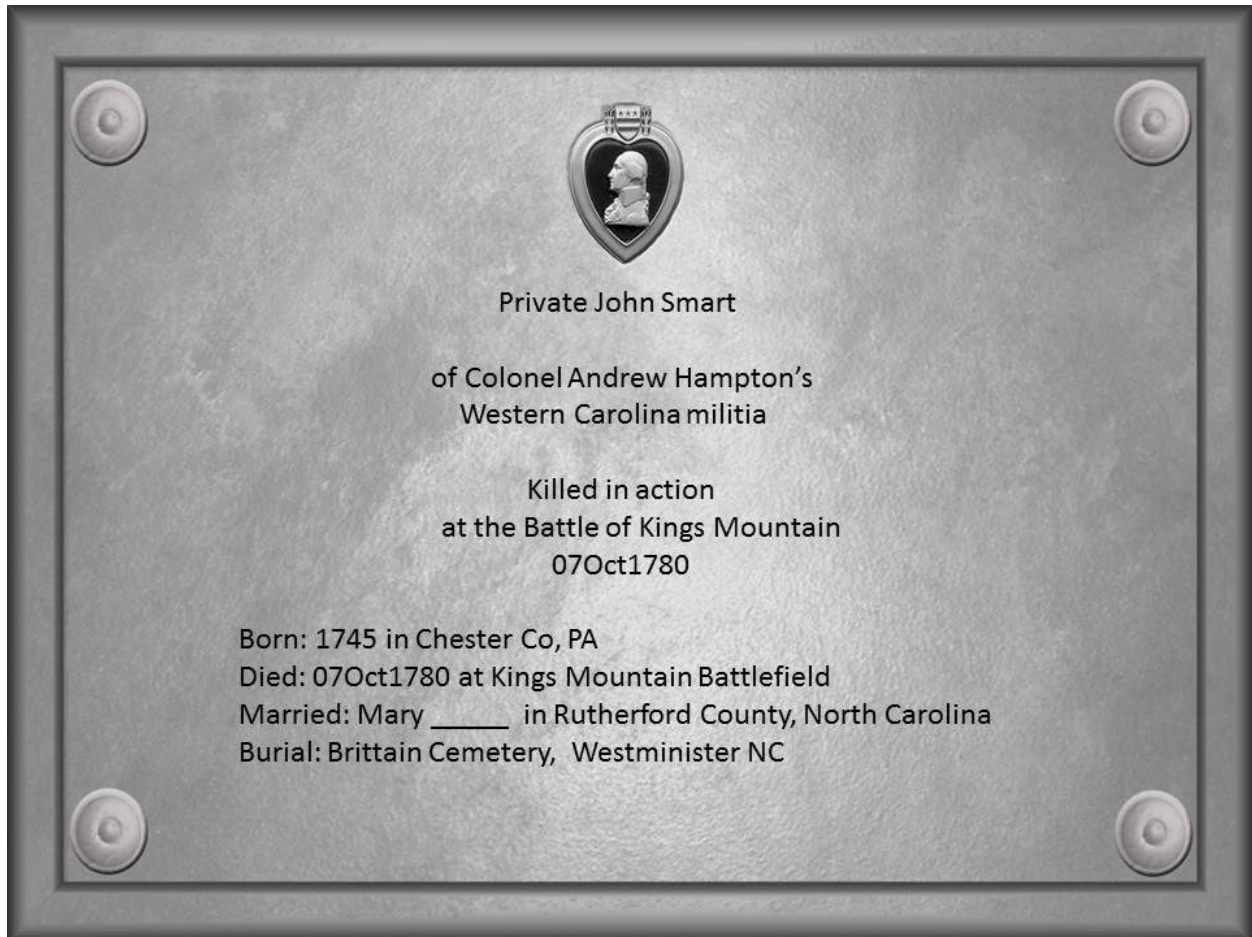 Private John Smart
of Colonel Andrew Hampton’s
Western Carolina militia
Killed in action
at the Battle of Kings Mountain
07Oct1780
Born: 1745 in Chester Co, PA
Died: 07Oct1780 at Kings Mountain Battlefield
Married: Mary _____ in Rutherford County, North Carolina
Burial: Brittain Cemetery, Westminister NC